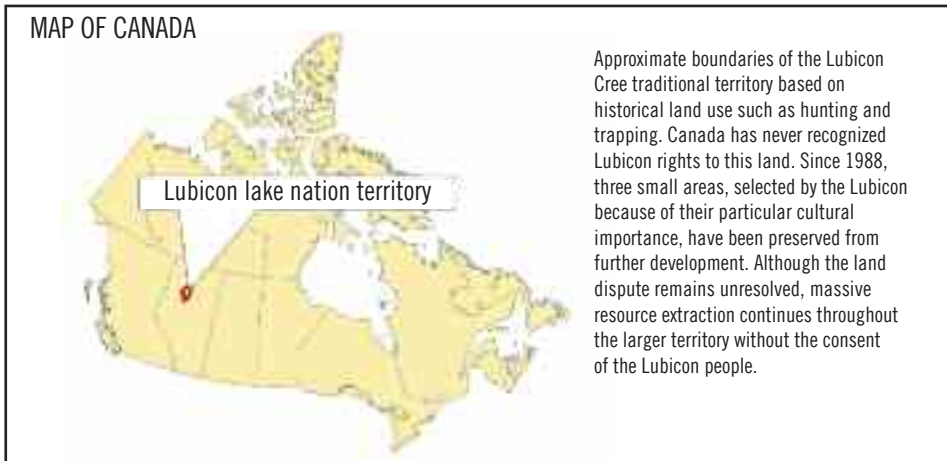 MAP OF CANADA
Lubicon lake nation territory
Approximate boundaries of the Lubicon
Cree traditional territory based on
historical land use such as hunting and
trapping. Canada has never recognized
Lubicon rights to this land. Since 1988,
three small areas, selected by the Lubicon
because of their particular cultural
importance, have been preserved from
further development. Although the land
dispute remains unresolved, massive
resource extraction continues throughout
the larger territory without the consent
of the Lubicon people.